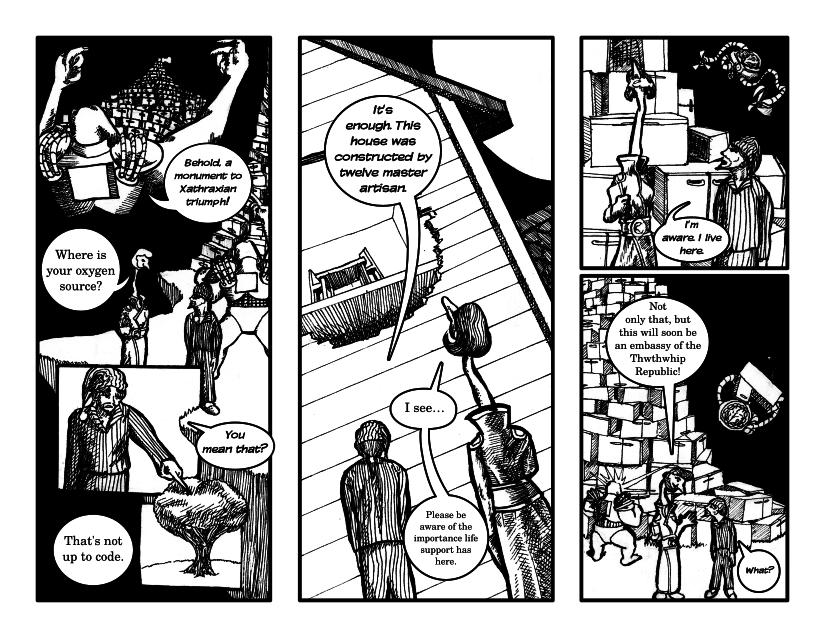 Behold, a
monument to
Xathraxian
triumph!
Where is
your oxygen
source?
You
mean that?
That's not
up to code.
It's
enough. This
house was
constructed by
twelve master
artisan.
I see...
Please be
aware of the
importance life
support has
here.
I'm
aware. I live
here.
Not
only that, but
this will soon be
an embassy of the
Thwthwhip
Republic!
What?